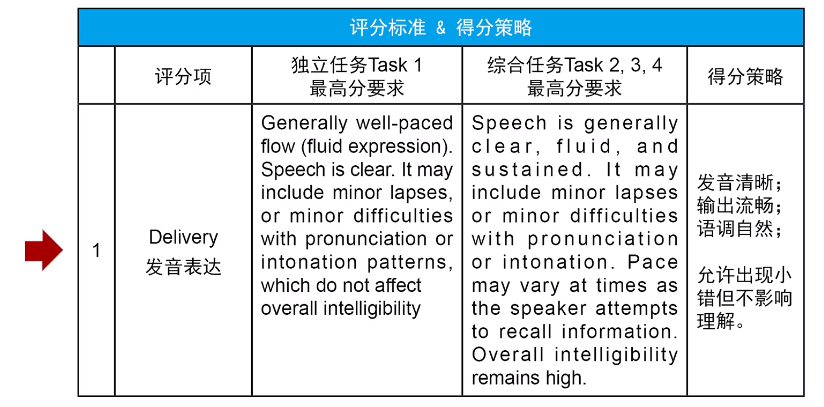 评分标准 & 得分策略
评分项
独立任务Task 1
最高分要求
综合任务Task 2, 3, 4
最高分要求
得分策略
1
Delivery
发音表达
Generally well-paced
flow (fluid expression).
Speech is clear. It may
include minor lapses,
or minor difficulties
with pronunciation or
intonation patterns,
which do not affect
overall intelligibility
Speech is generally
clear, fluid, and
sustained. It may
include minor lapses
or minor difficulties
with pronunciation
or intonation. Pace
may vary at times as
the speaker attempts
to recall information.
Overall intelligibility
remains high.
发音清晰；
输出流畅；
语调自然；
允许出现小
错但不影响
理解。